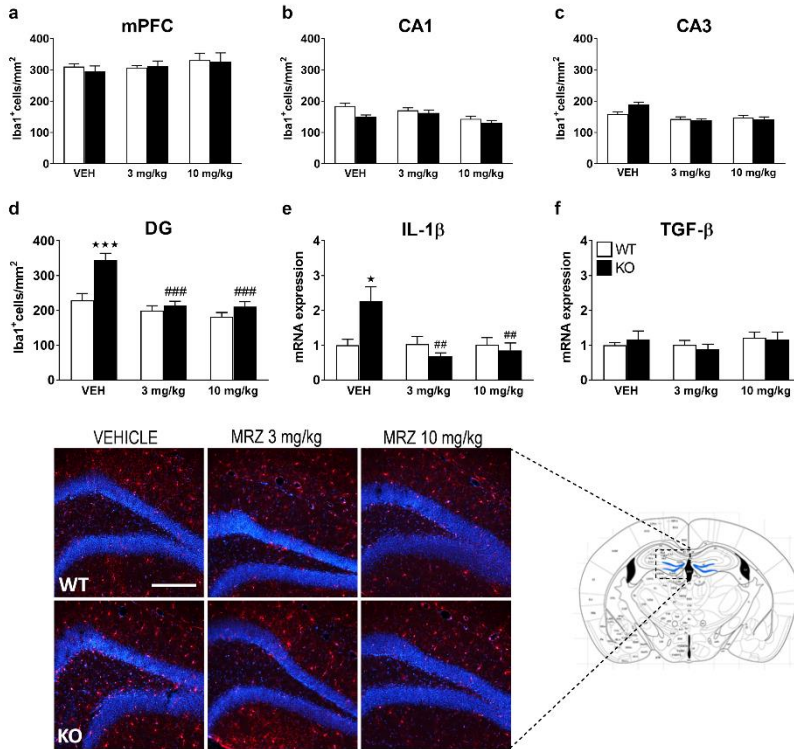 a mPFC
Iba1⁺cells/mm²
400
300
200
100
0
VEH 3 mg/kg 10 mg/kg
b CA1
Iba1⁺cells/mm²
400
300
200
100
0
VEH 3 mg/kg 10 mg/kg
c CA3
Iba1⁺cells/mm²
400
300
200
100
0
VEH 3 mg/kg 10 mg/kg
d DG
Iba1⁺cells/mm²
400
300
200
100
0
★★★
###
###
VEH 3 mg/kg 10 mg/kg
e IL-1β
mRNA expression
4
3
2
1
0
★
##
##
VEH 3 mg/kg 10 mg/kg
f TGF-β
mRNA expression
4
3
2
1
0
WT
KO
VEH 3 mg/kg 10 mg/kg
VEHICLE MRZ 3 mg/kg MRZ 10 mg/kg
WT
KO